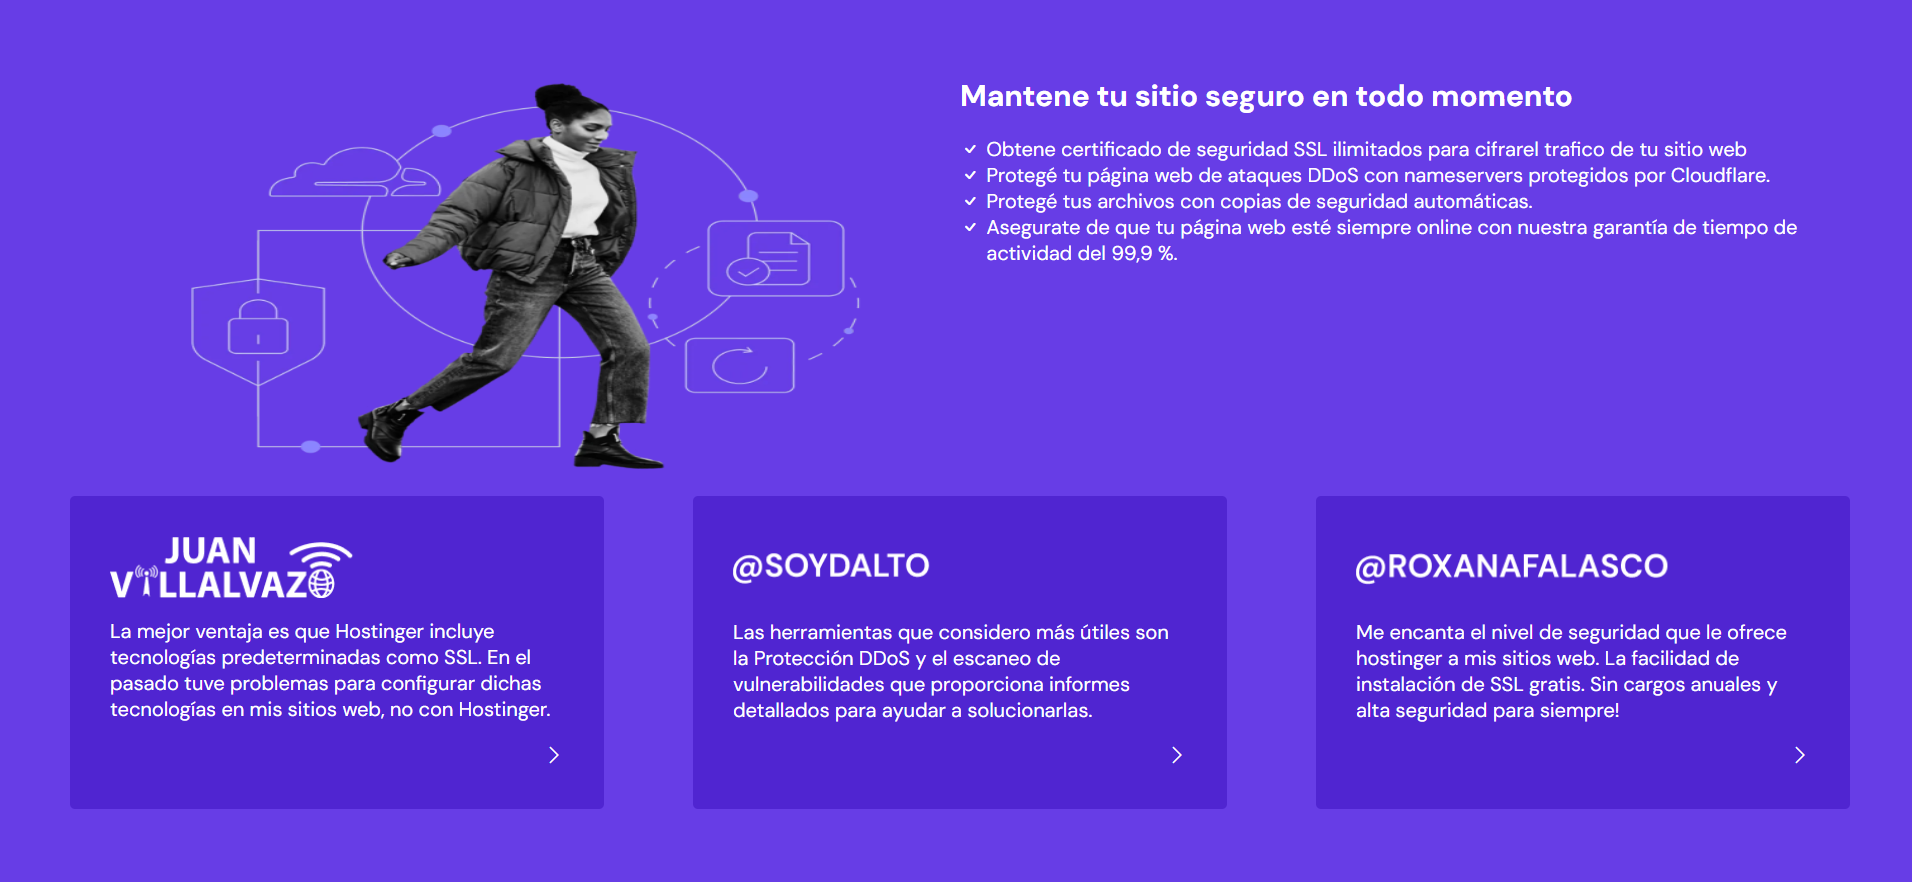 Mantene tu sitio seguro en todo momento
Obtene certificado de seguridad SSL ilimitados para cifrarel trafico de tu sitio web
Protegé tu página web de ataques DDoS con nameservers protegidos por Cloudflare.
Protegé tus archivos con copias de seguridad automáticas.
Asegurate de que tu página web esté siempre online con nuestra garantía de tiempo de
actividad del 99,9 %.
JUAN
VILLALVAZO
La mejor ventaja es que Hostinger incluye
tecnologías predeterminadas como SSL. En el
pasado tuve problemas para configurar dichas
tecnologías en mis sitios web, no con Hostinger.
@SOYDALTO
Las herramientas que considero más útiles son
la Protección DDoS y el escaneo de
vulnerabilidades que proporciona informes
detallados para ayudar a solucionarlas.
@ROXANAFALASCO
Me encanta el nivel de seguridad que le ofrece
hostinger a mis sitios web. La facilidad de
instalación de SSL gratis. Sin cargos anuales y
alta seguridad para siempre!